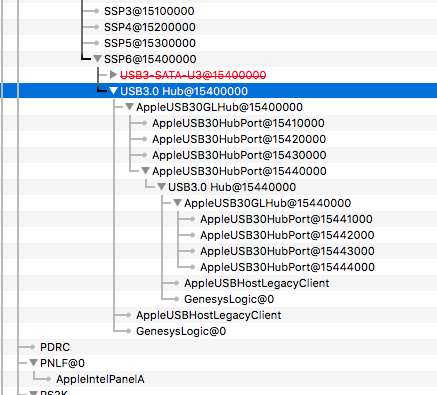 SSP3@15100000
SSP4@15200000
SSP5@15300000
SSP6@15400000
USB3-SATA-U3@15400000
USB3.0 Hub@15400000
AppleUSB30GLHub@15400000
AppleUSB30HubPort@15410000
AppleUSB30HubPort@15420000
AppleUSB30HubPort@15430000
AppleUSB30HubPort@15440000
USB3.0 Hub@15440000
AppleUSB30GLHub@15440000
AppleUSB30HubPort@15441000
AppleUSB30HubPort@15442000
AppleUSB30HubPort@15443000
AppleUSB30HubPort@15444000
AppleUSBHostLegacyClient
GenesysLogic@0
AppleUSBHostLegacyClient
GenesysLogic@0
PDRC
PNLF@0
AppleIntelPanelA
PS2K